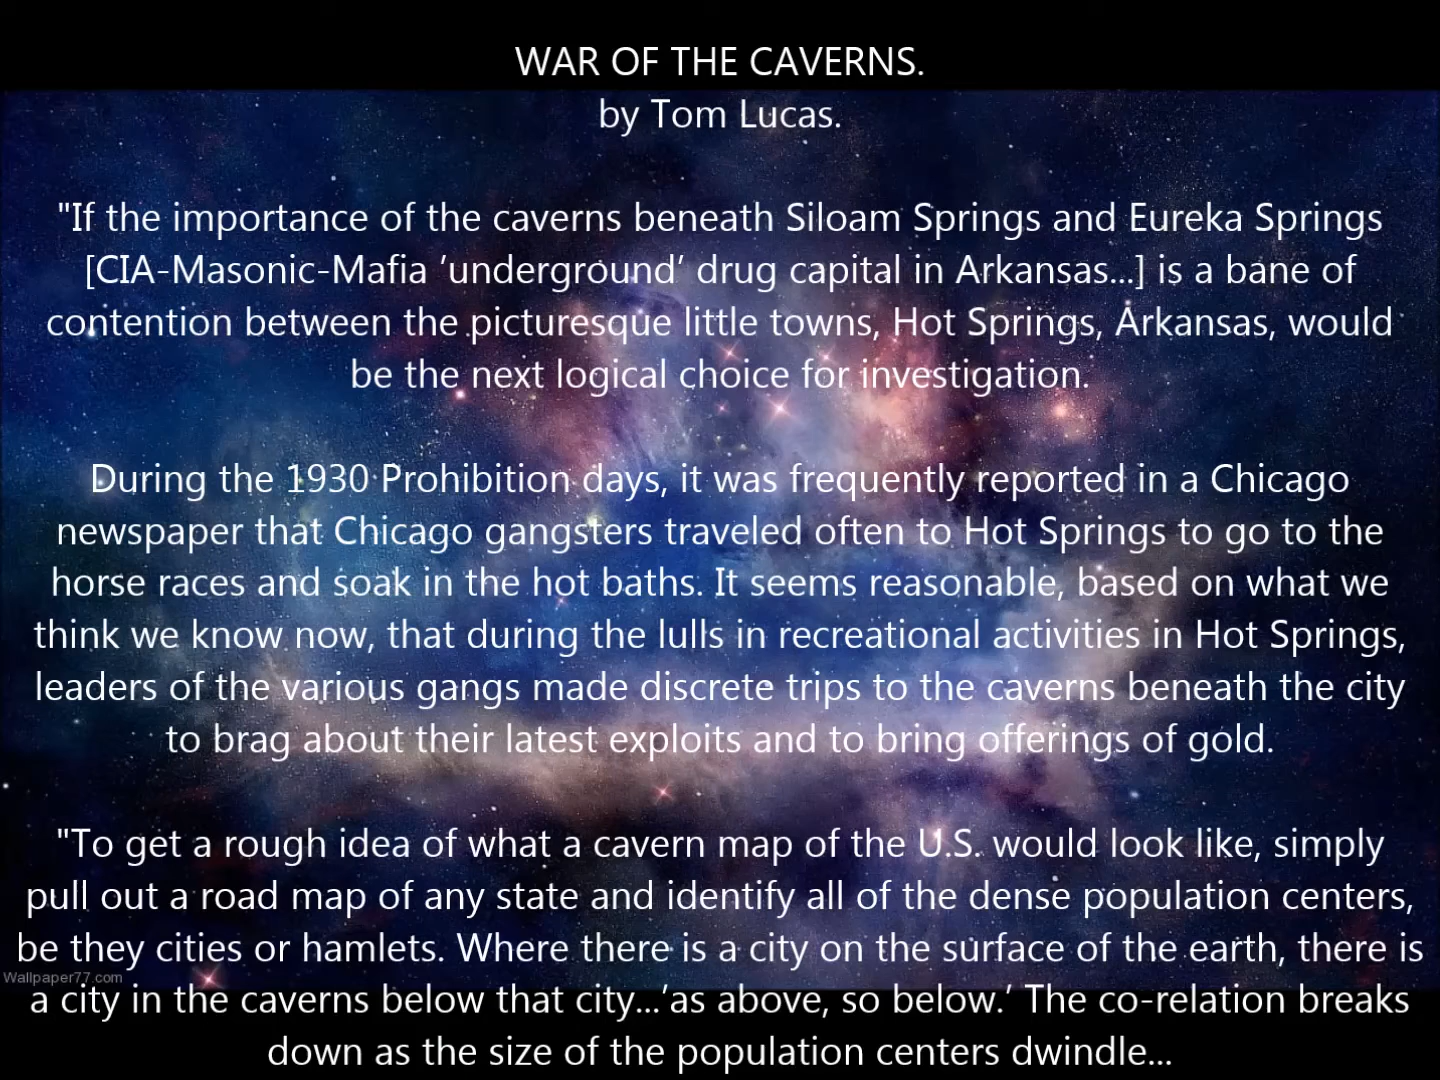 WAR OF THE CAVERNS.
by Tom Lucas.
"If the importance of the caverns beneath Siloam Springs and Eureka Springs
[CIA-Masonic-Mafia ’underground’ drug capital in Arkansas...] is a bane of
contention between the picturesque little towns, Hot Springs, Arkansas, would
be the next logical choice for investigation.
During the 1930 Prohibition days, it was frequently reported in a Chicago
newspaper that Chicago gangsters traveled often to Hot Springs to go to the
horse races and soak in the hot baths. It seems reasonable, based on what we
think we know now, that during the lulls in recreational activities in Hot Springs,
leaders of the various gangs made discrete trips to the caverns beneath the city
to brag about their latest exploits and to bring offerings of gold.
"To get a rough idea of what a cavern map of the U.S. would look like, simply
pull out a road map of any state and identify all of the dense population centers,
be they cities or hamlets. Where there is a city on the surface of the earth, there is
Wallpaper77.com
a city in the caverns below that city...’as above, so below.’ The co-relation breaks
down as the size of the population centers dwindle...